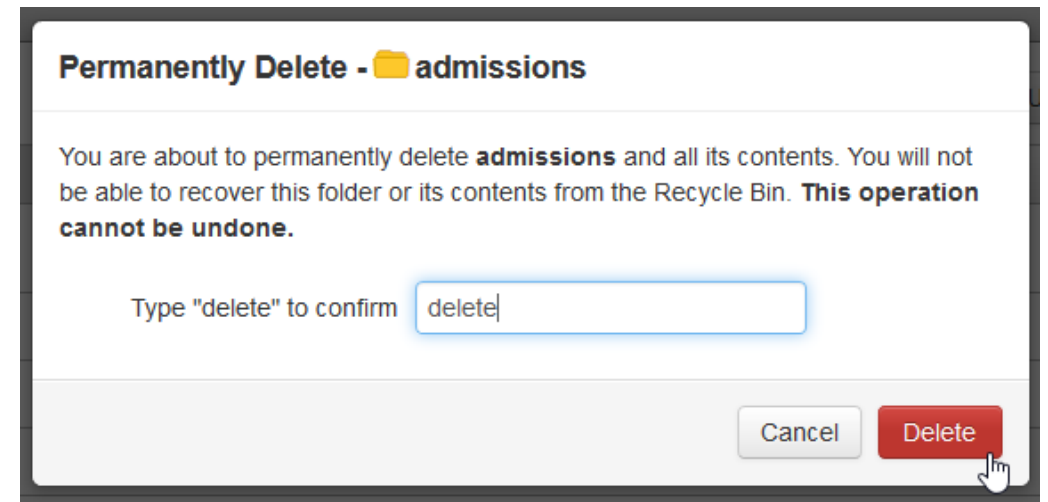 Permanently Delete - admissions
You are about to permanently delete admissions and all its contents. You will not
be able to recover this folder or its contents from the Recycle Bin. This operation
cannot be undone.
Type "delete" to confirm delete
Cancel Delete